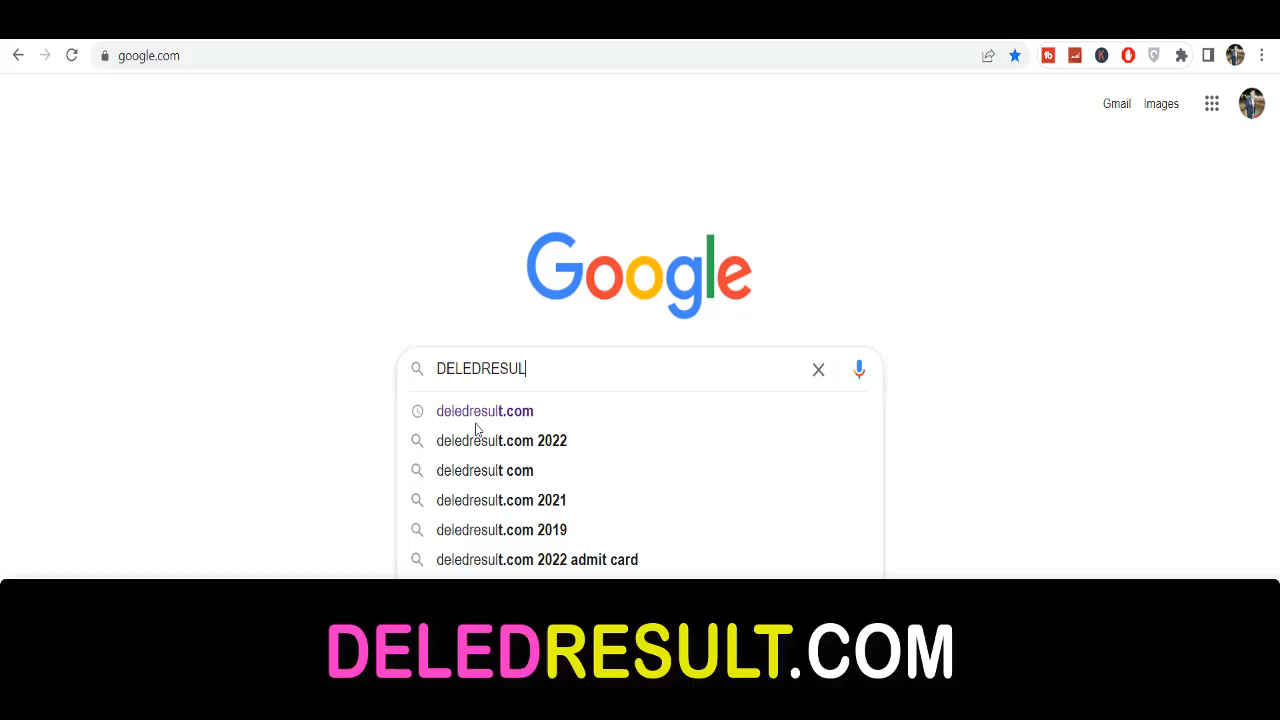 google.com
Gmail Images
Google
DELEDRESUL
deledresult.com
deledresult.com 2022
deledresult com
deledresult.com 2021
deledresult.com 2019
deledresult.com 2022 admit card
DELEDRESULT.COM